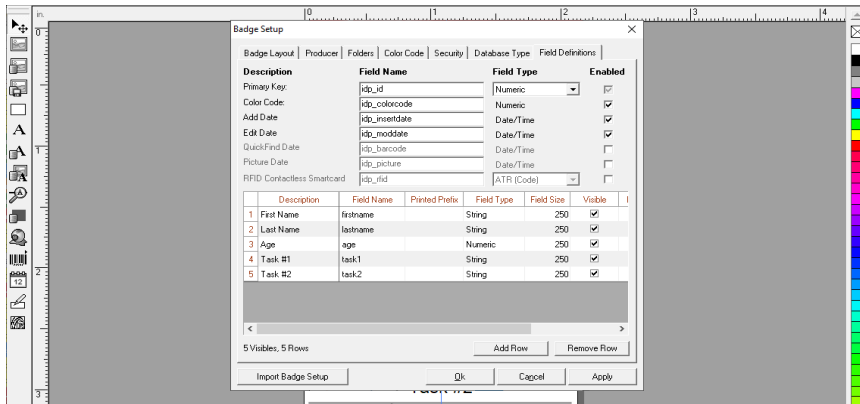 in.
0 1 2 3 4
Badge Setup
Badge Layout Producer Folders Color Code Security Database Type Field Definitions
Description Field Name Field Type Enabled
Primary Key: idp_id Numeric
Color Code: idp_colorcode Numeric
Add Date idp_insertdate Date/Time
Edit Date idp_moddate Date/Time
QuickFind Date idp_barcode Date/Time
Picture Date idp_picture Date/Time
RFID Contactless Smartcard idp_rfid ATR (Code)
Description Field Name Printed Prefix Field Type Field Size Visible
1 First Name firstname String 250
2 Last Name lastname String 250
3 Age age Numeric 250
4 Task #1 task1 String 250
5 Task #2 task2 String 250
5 Visibles, 5 Rows Add Row Remove Row
Import Badge Setup Ok Cancel Apply
0
1
2
3
A
A
A
12